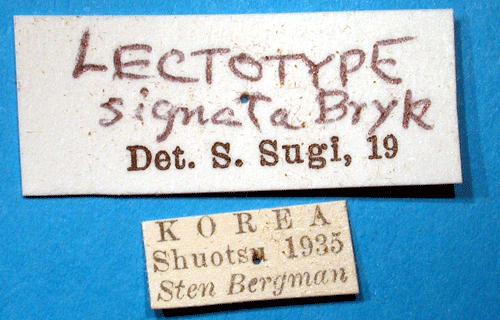 LECTOTYPE
signata Bryk
Det. S. Sugi, 19
KOREA
Shuotsu 1935
Sten Bergman